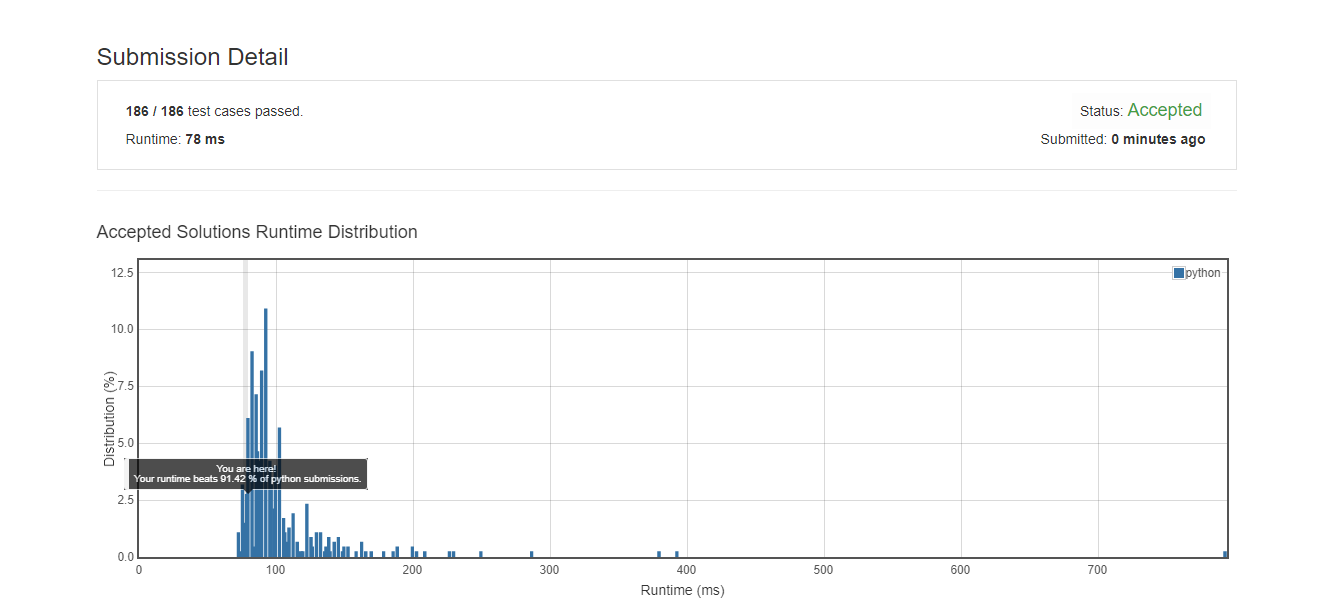 Submission Detail
186 / 186 test cases passed.
Status: Accepted
Runtime: 78 ms
Submitted: 0 minutes ago
Accepted Solutions Runtime Distribution
python
Distribution (%)
12.5
10.0
7.5
5.0
2.5
0.0
You are here!
Your runtime beats 91.42 % of python submissions.
0 100 200 300 400 500 600 700
Runtime (ms)